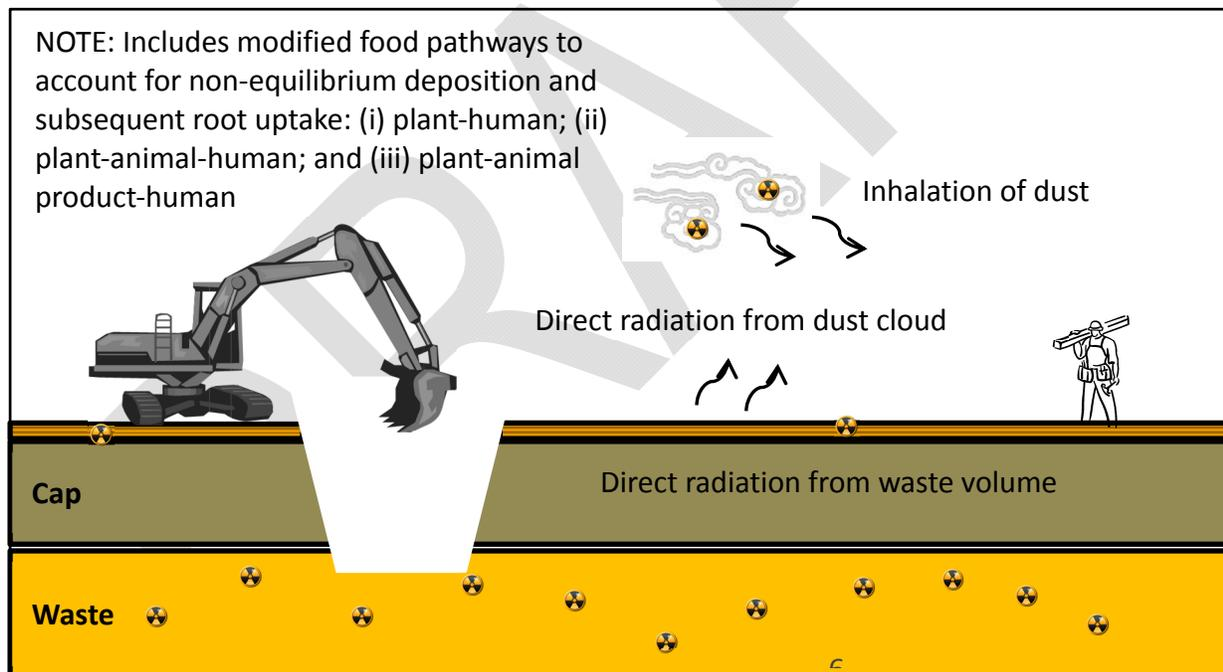 NOTE: Includes modified food pathways to
account for non-equilibrium deposition and
subsequent root uptake: (i) plant-human; (ii)
plant-animal-human; and (iii) plant-animal
product-human
Inhalation of dust
Direct radiation from dust cloud
Direct radiation from waste volume
Cap
Waste